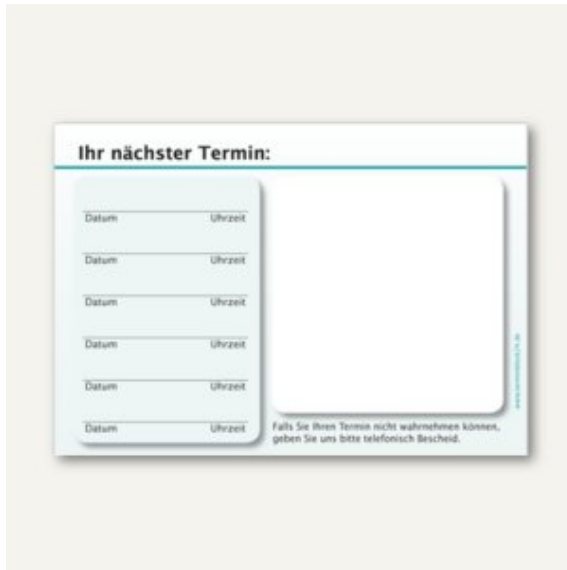 Ihr nächster Termin:
Datum Uhrzeit
Datum Uhrzeit
Datum Uhrzeit
Datum Uhrzeit
Datum Uhrzeit
Datum Uhrzeit
Falls Sie Ihren Termin nicht wahrnehmen können,
geben Sie uns bitte telefonisch Bescheid.